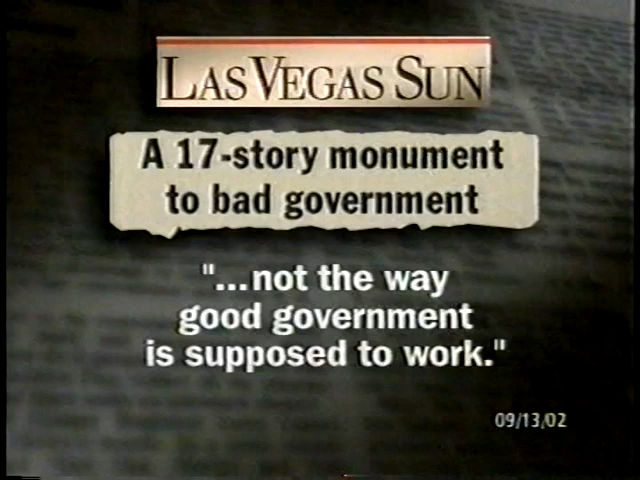 LAS VEGAS SUN
A 17-story monument
to bad government
"...not the way
good government
is supposed to work."
09/13/02